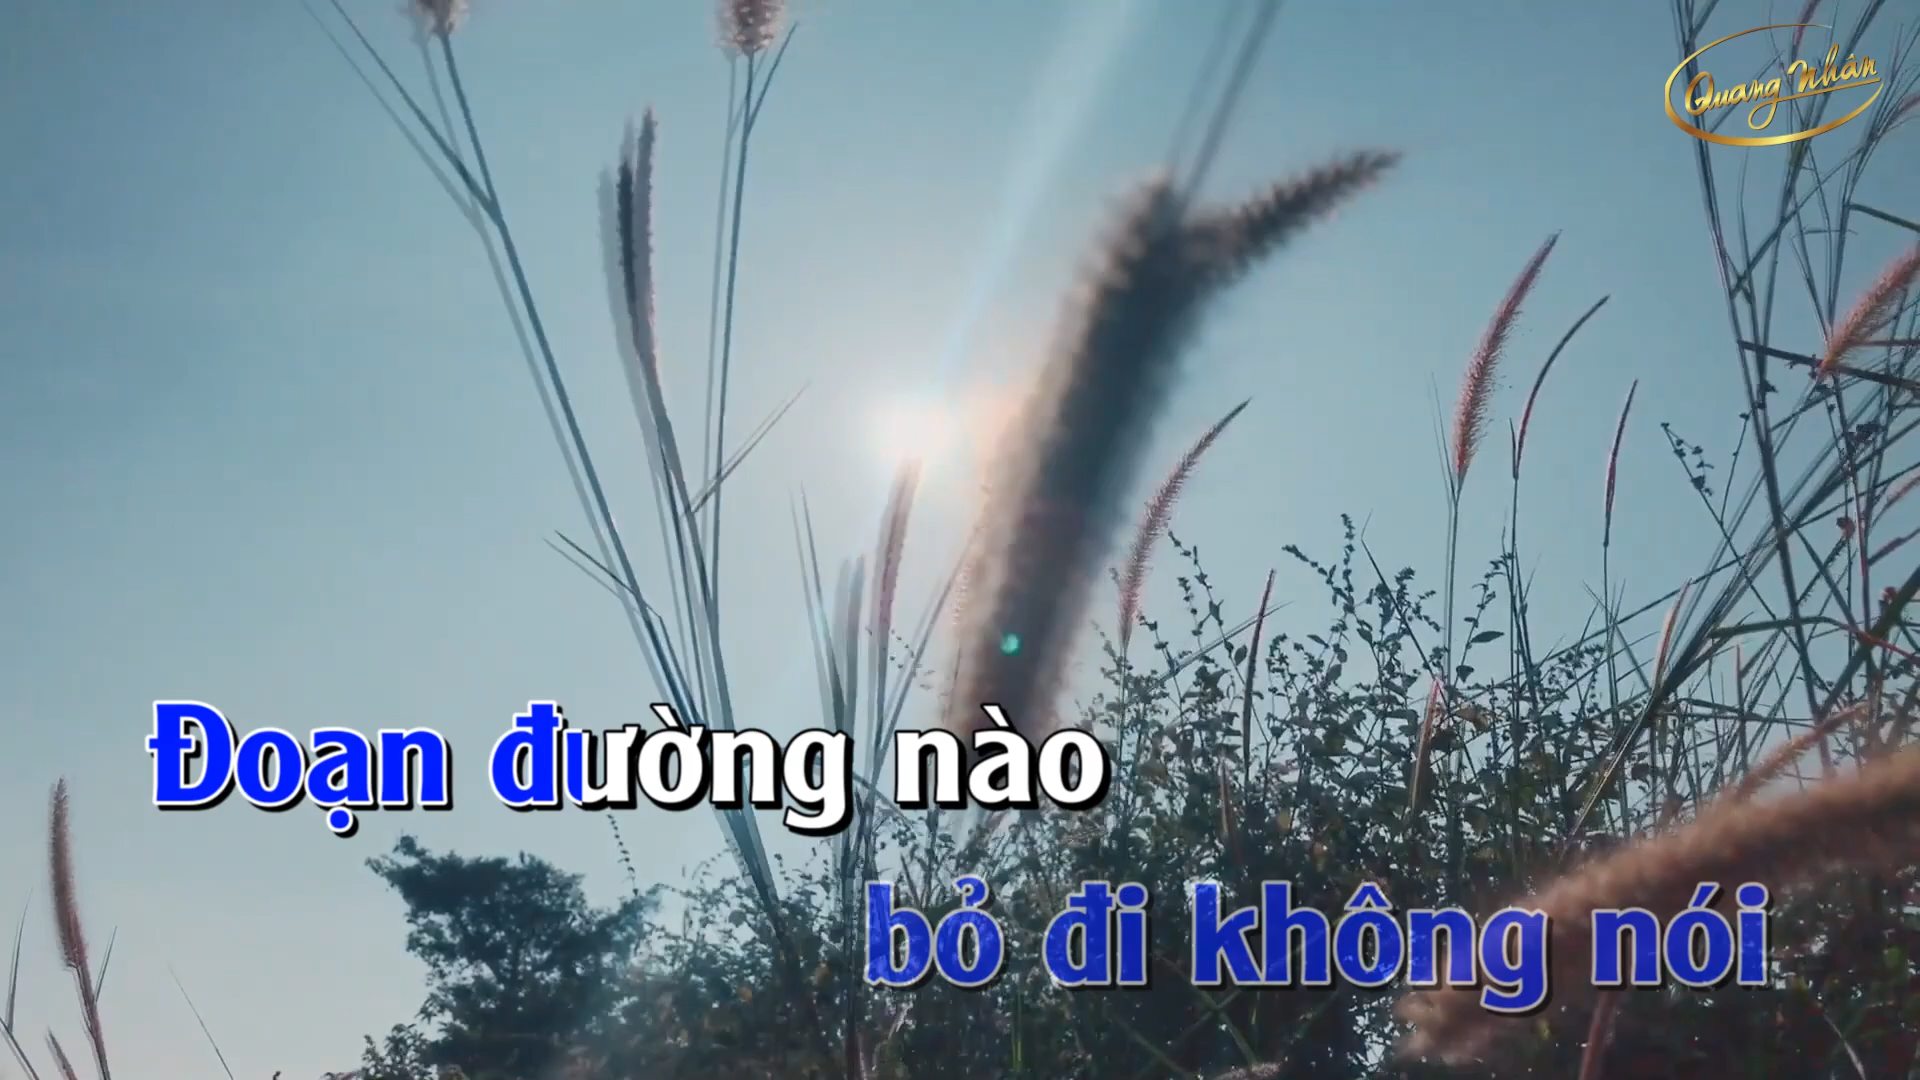 Quang Nhân
Đoạn đường nào
bỏ đi không nói